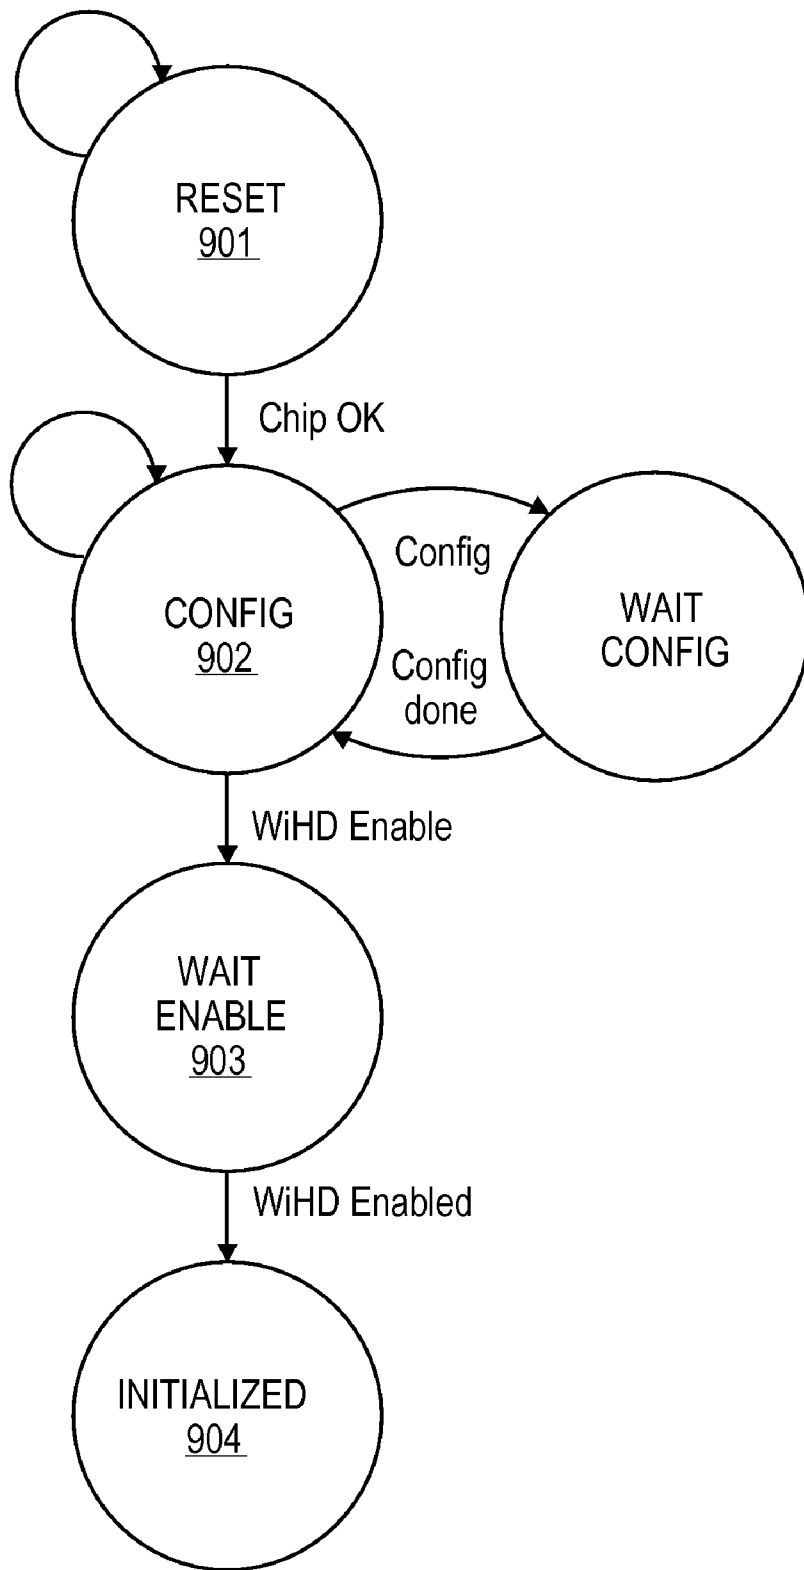 RESET
901
Chip OK
Config
CONFIG
902
WAIT
CONFIG
Config
done
WiHD Enable
WAIT
ENABLE
903
WiHD Enabled
INITIALIZED
904